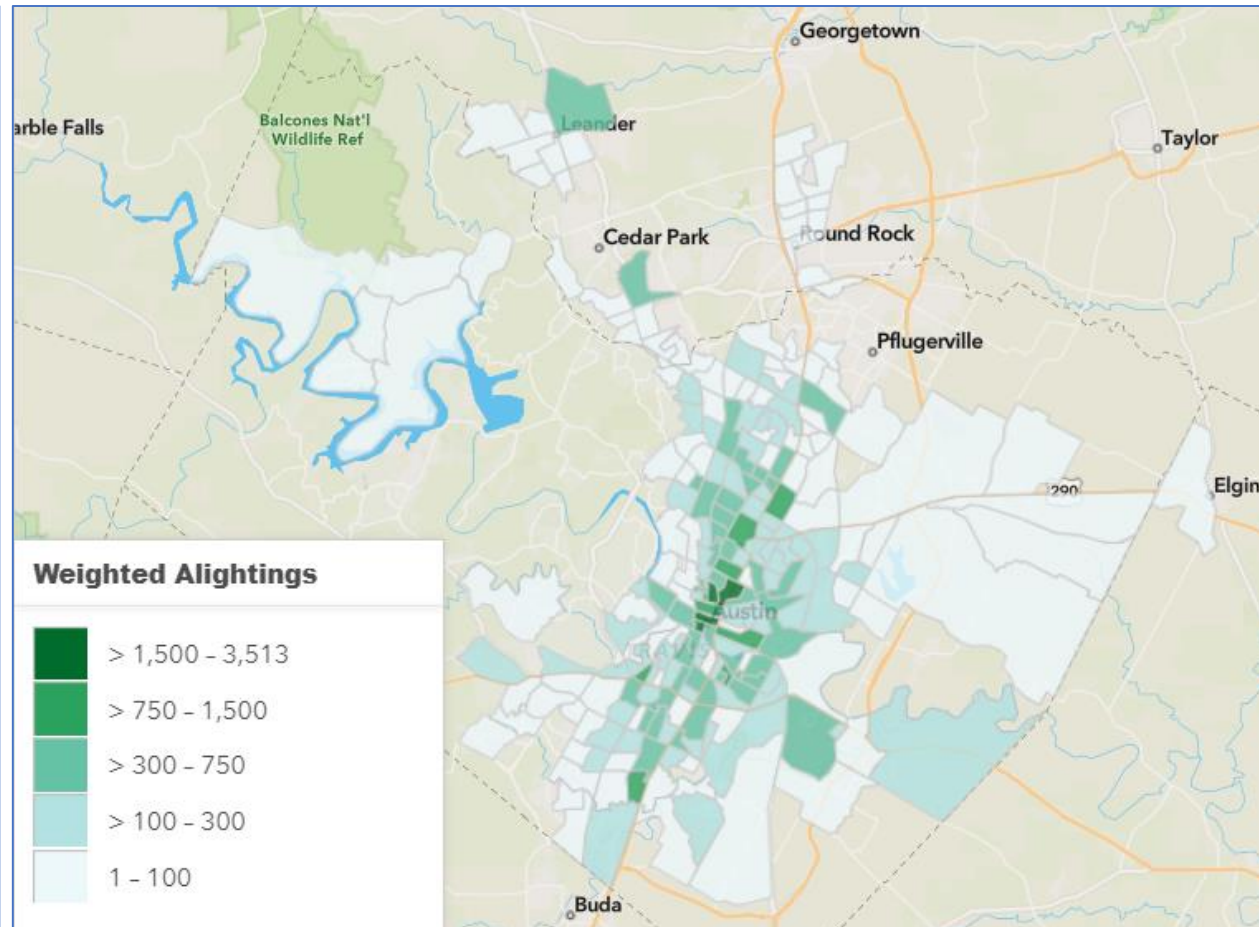 Georgetown
arble Falls
Balcones Nat'l
Wildlife Ref
Leander
Taylor
Cedar Park
Round Rock
Pflugerville
290
Elgin
Austin
Weighted Alightings
> 1,500 – 3,513
> 750 – 1,500
> 300 – 750
> 100 – 300
1 – 100
Buda